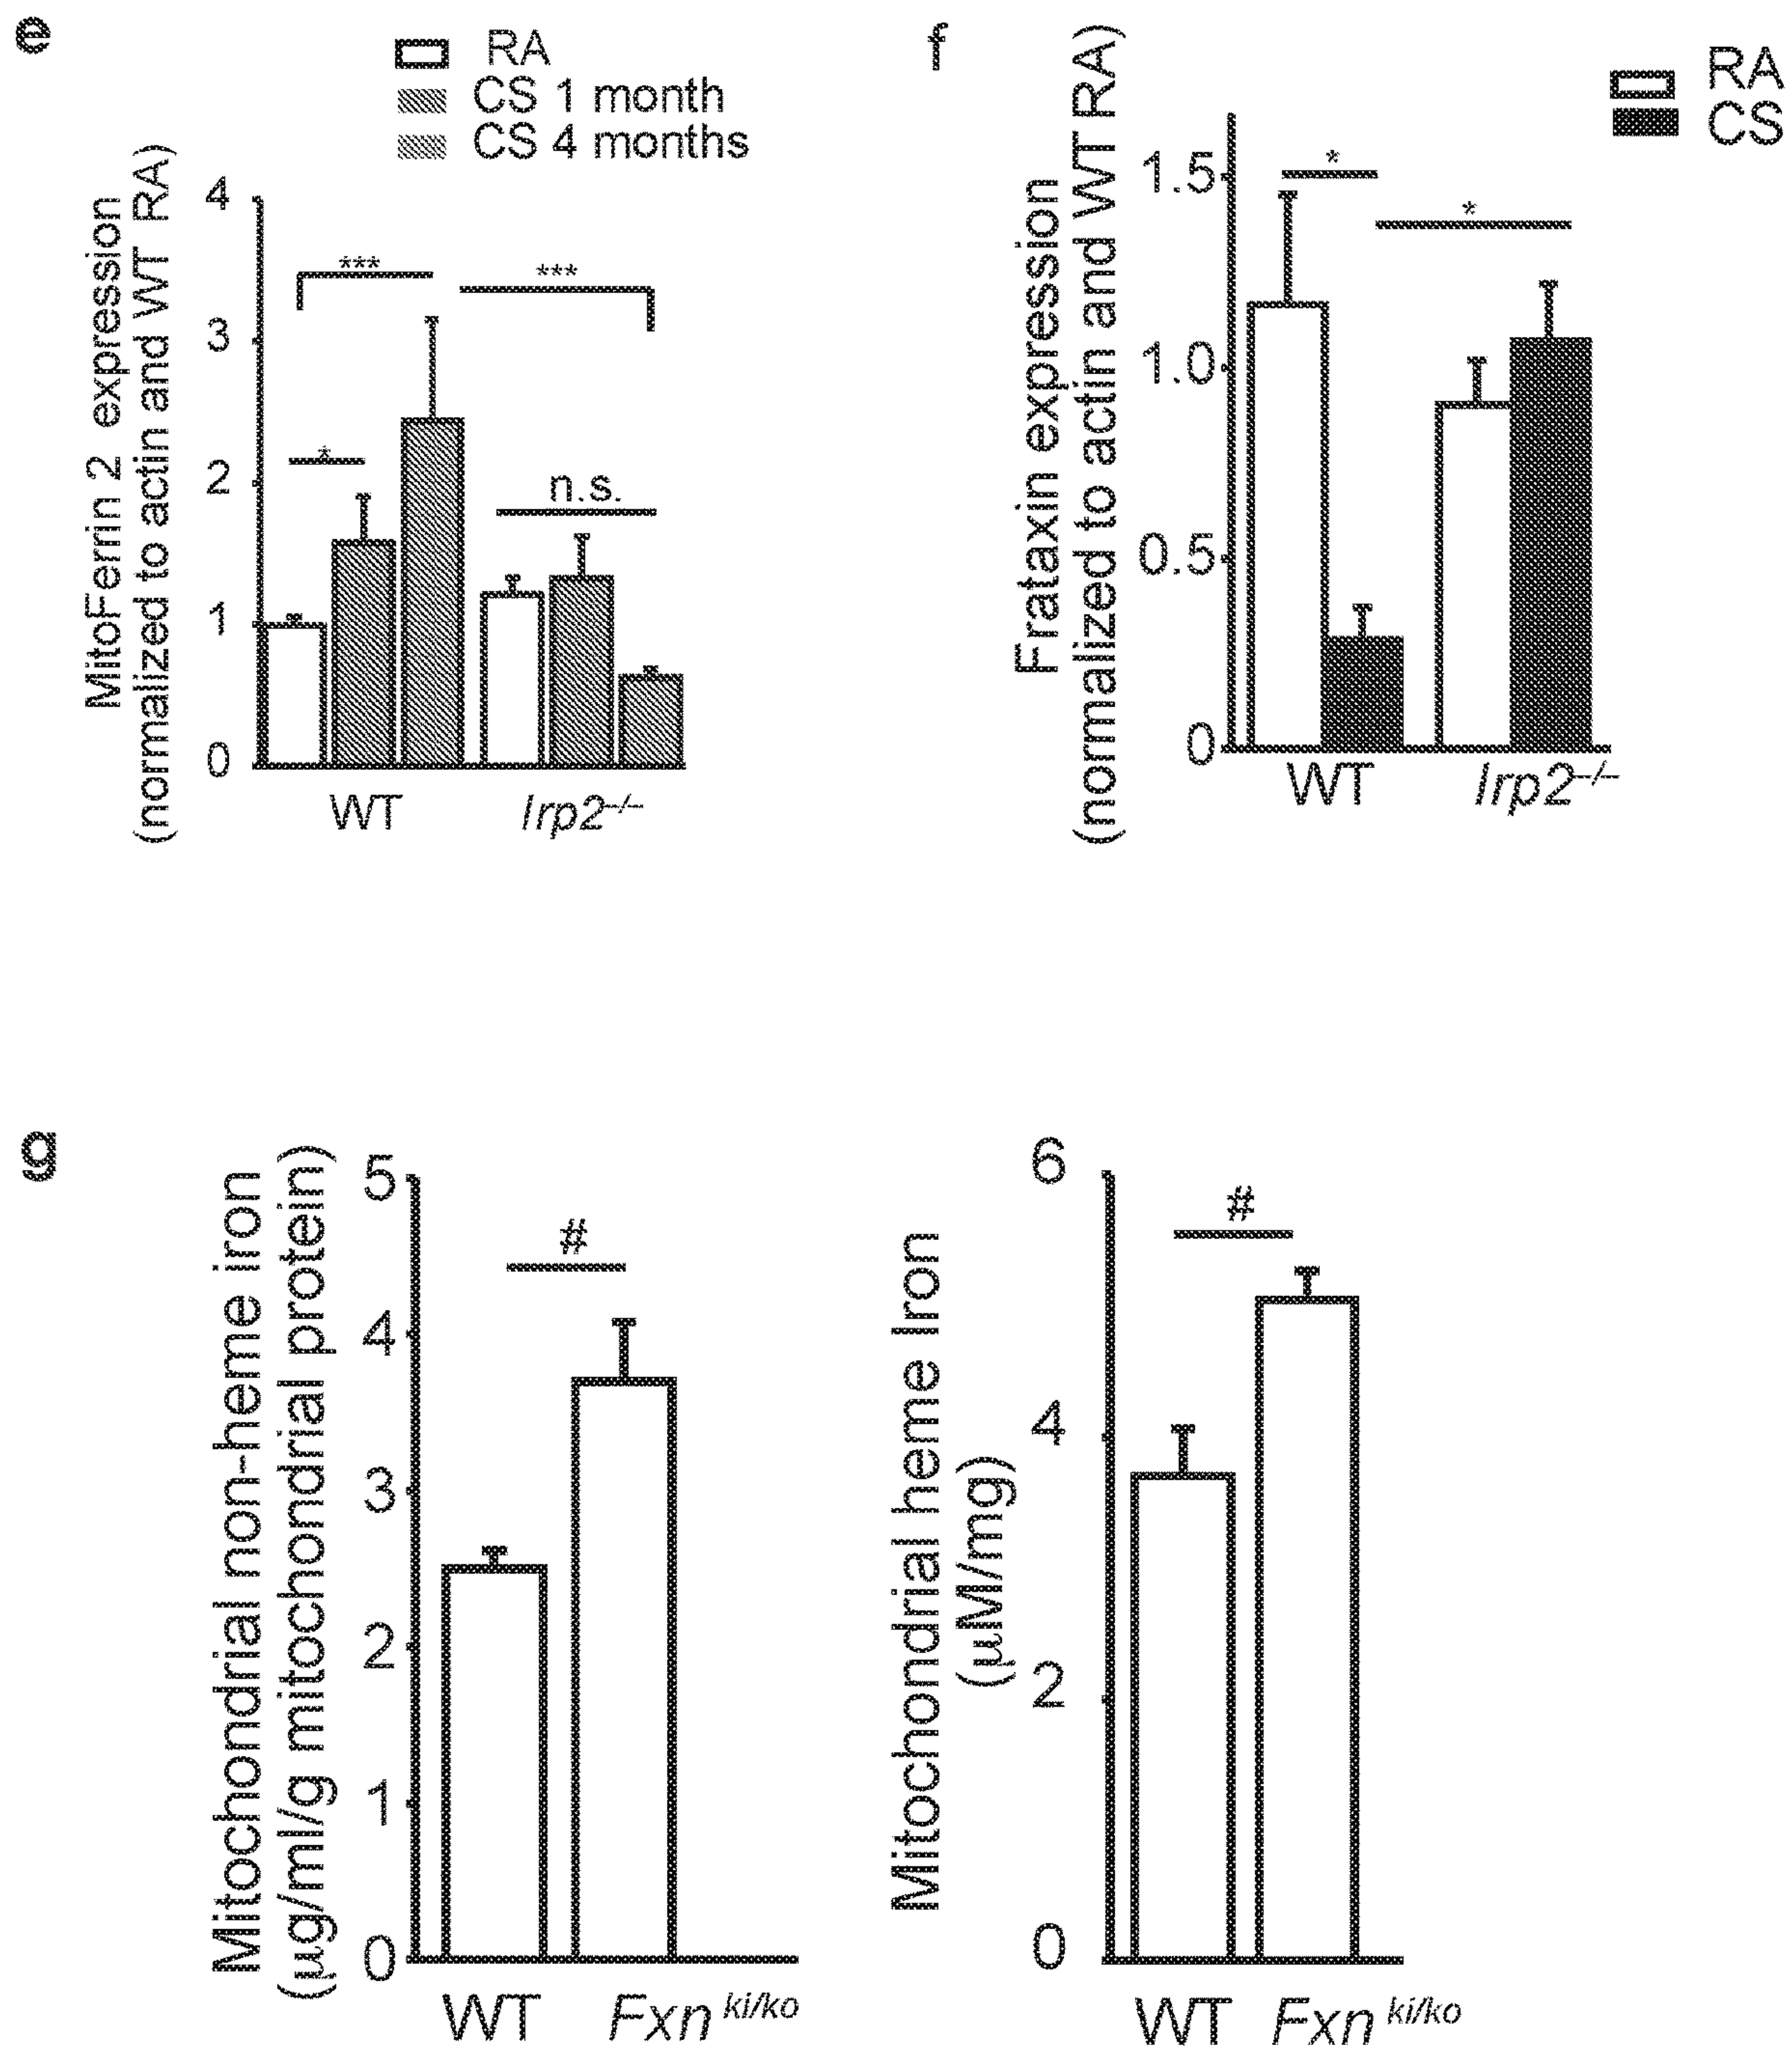 e
RA
CS 1 month
CS 4 months
MitoFerrin 2 expression
(normalized to actin and WT RA)
4
3
2
1
0
***
***
*
n.s.
WT
Irp2–/–
f
RA
CS
Frataxin expression
(normalized to actin and WT RA)
1.5
1.0
0.5
0
*
*
WT
Irp2–/–
g
Mitochondrial non-heme iron
(µg/ml/g mitochondrial protein)
5
4
3
2
1
0
#
WT
Fxn ki/ko
Mitochondrial heme Iron
(µM/mg)
6
4
2
0
#
WT
Fxn ki/ko